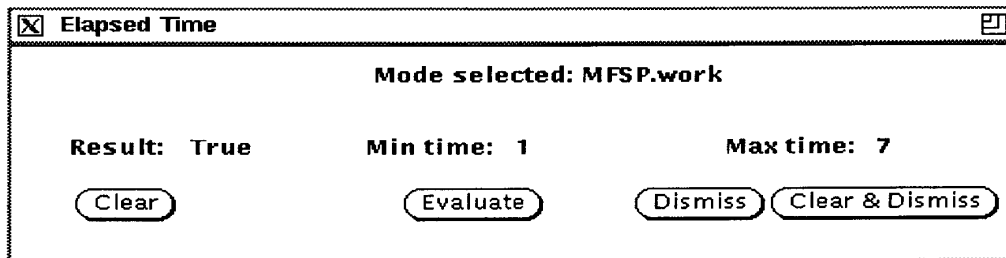 Elapsed Time
Mode selected: MFSP.work
Result: True Min time: 1 Max time: 7
Clear Evaluate Dismiss Clear & Dismiss